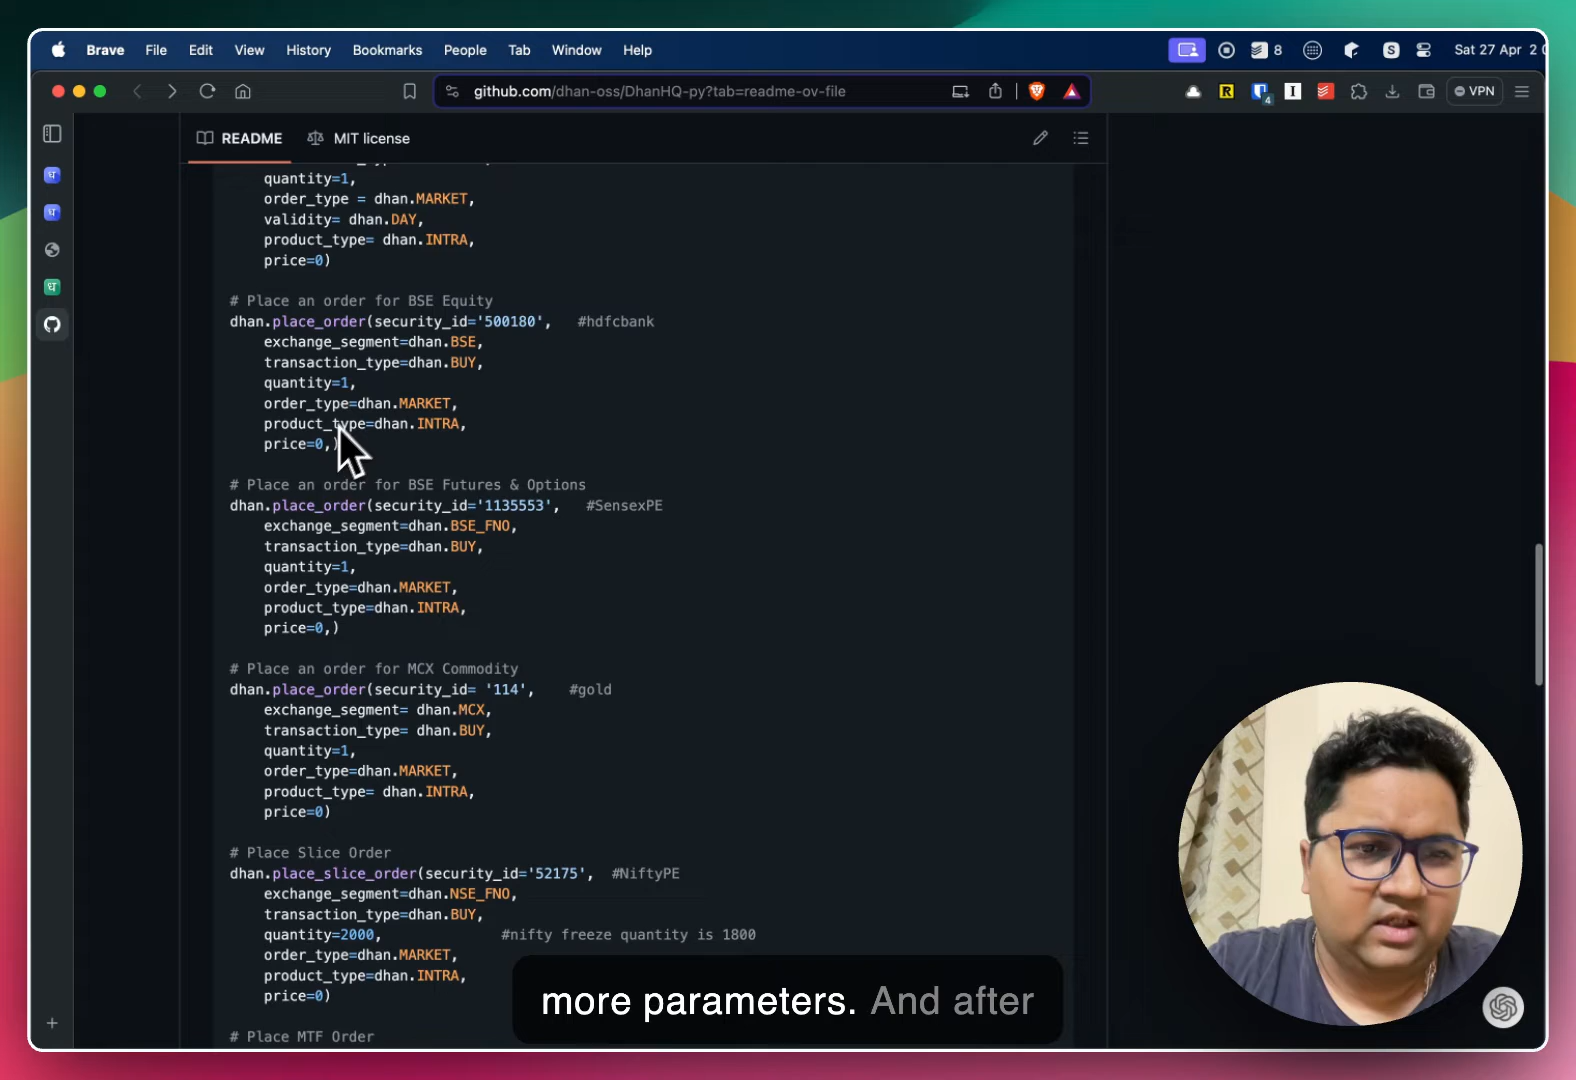 Brave File Edit View History Bookmarks People Tab Window Help 8 S Sat 27 Apr 2
github.com/dhan-oss/DhanHQ-py?tab=readme-ov-file R 4 I VPN
README MIT license
quantity=1,
order_type = dhan.MARKET,
validity= dhan.DAY,
product_type= dhan.INTRA,
price=0)
# Place an order for BSE Equity
dhan.place_order(security_id='500180', #hdfcbank
exchange_segment=dhan.BSE,
transaction_type=dhan.BUY,
quantity=1,
order_type=dhan.MARKET,
product_type=dhan.INTRA,
price=0,)
# Place an order for BSE Futures & Options
dhan.place_order(security_id='1135553', #SensexPE
exchange_segment=dhan.BSE_FNO,
transaction_type=dhan.BUY,
quantity=1,
order_type=dhan.MARKET,
product_type=dhan.INTRA,
price=0,)
# Place an order for MCX Commodity
dhan.place_order(security_id= '114', #gold
exchange_segment= dhan.MCX,
transaction_type= dhan.BUY,
quantity=1,
order_type=dhan.MARKET,
product_type= dhan.INTRA,
price=0)
# Place Slice Order
dhan.place_slice_order(security_id='52175', #NiftyPE
exchange_segment=dhan.NSE_FNO,
transaction_type=dhan.BUY,
quantity=2000, #nifty freeze quantity is 1800
order_type=dhan.MARKET,
product_type=dhan.INTRA,
price=0)
# Place MTF Order
more parameters. And after